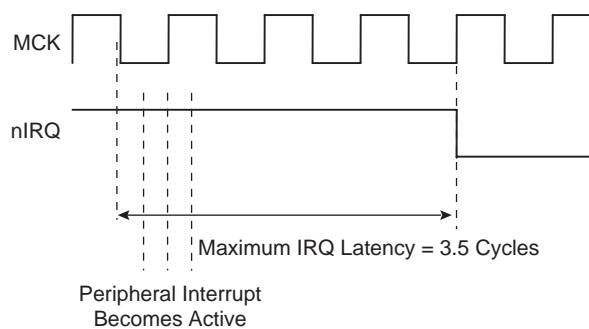 MCK
nIRQ
Maximum IRQ Latency = 3.5 Cycles
Peripheral Interrupt
Becomes Active